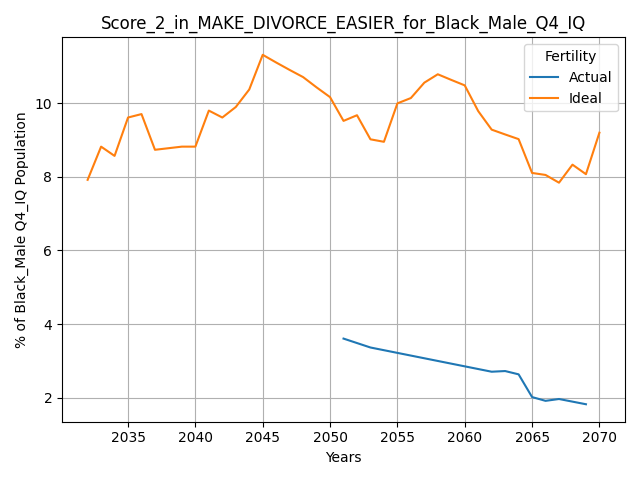 Score_2_in_MAKE_DIVORCE_EASIER_for_Black_Male_Q4_IQ
Fertility
Actual
Ideal
% of Black_Male Q4_IQ Population
10
8
6
4
2
2035 2040 2045 2050 2055 2060 2065 2070
Years